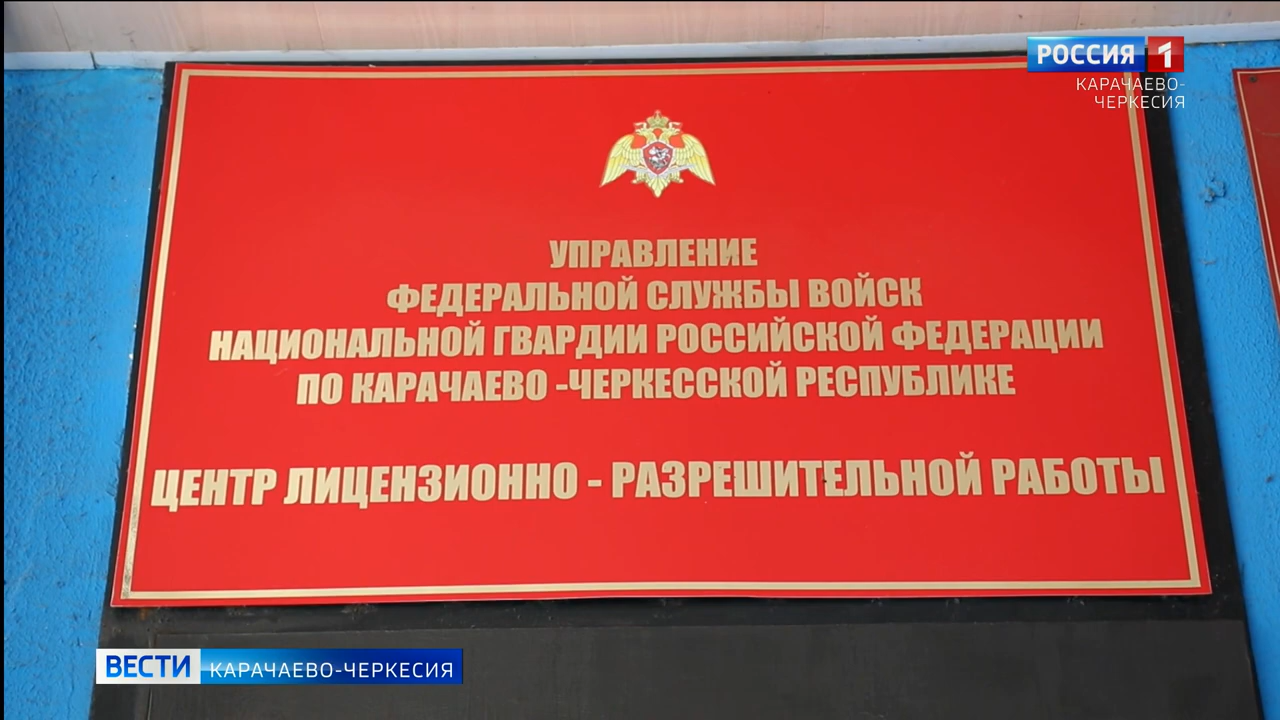 РОССИЯ 1
КАРАЧАЕВО-
ЧЕРКЕСИЯ
УПРАВЛЕНИЕ
ФЕДЕРАЛЬНОЙ СЛУЖБЫ ВОЙСК
НАЦИОНАЛЬНОЙ ГВАРДИИ РОССИЙСКОЙ ФЕДЕРАЦИИ
ПО КАРАЧАЕВО -ЧЕРКЕССКОЙ РЕСПУБЛИКЕ
ЦЕНТР ЛИЦЕНЗИОННО - РАЗРЕШИТЕЛЬНОЙ РАБОТЫ
ВЕСТИ КАРАЧАЕВО-ЧЕРКЕСИЯ